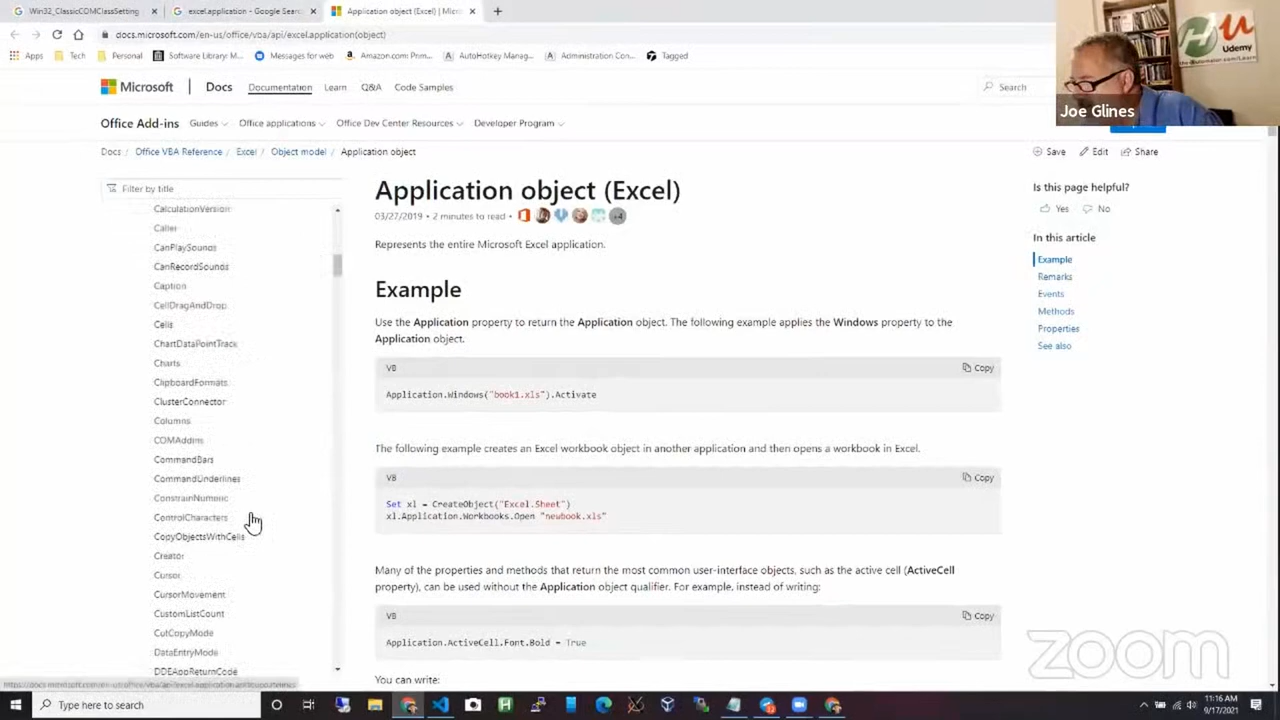 Win32_ClassicCOMClassSetting
excel.application - Google Sear
Application object (Excel) | Micr
docs.microsoft.com/en-us/office/vba/api/excel.application(object)
Apps
Tech
Personal
Software Library: M...
Messages for web
Amazon.com: Prim...
AutoHotkey Manag...
Administration Con...
Tagged
Microsoft
Docs
Documentation
Learn
Q&A
Code Samples
Search
Udemy
the-Automator.com/Learn
Joe Glines
Office Add-ins
Guides
Office applications
Office Dev Center Resources
Developer Program
Docs / Office VBA Reference / Excel / Object model / Application object
Save
Edit
Share
Filter by title
CalculationVersion
Caller
CanPlaySounds
CanRecordSounds
Caption
CellDragAndDrop
Cells
ChartDataPointTrack
Charts
ClipboardFormats
ClusterConnector
Columns
COMAddIns
CommandBars
CommandUnderlines
ConstrainNumeric
ControlCharacters
CopyObjectsWithCells
Creator
Cursor
CursorMovement
CustomListCount
CutCopyMode
DataEntryMode
DDEAppReturnCode
Application object (Excel)
03/27/2019 • 2 minutes to read •
+4
Represents the entire Microsoft Excel application.
Example
Use the Application property to return the Application object. The following example applies the Windows property to the
Application object.
VB
Copy
Application.Windows("book1.xls").Activate
The following example creates an Excel workbook object in another application and then opens a workbook in Excel.
VB
Copy
Set xl = CreateObject("Excel.Sheet")
xl.Application.Workbooks.Open "newbook.xls"
Many of the properties and methods that return the most common user-interface objects, such as the active cell (ActiveCell
property), can be used without the Application object qualifier. For example, instead of writing:
VB
Copy
Application.ActiveCell.Font.Bold = True
You can write:
Is this page helpful?
Yes
No
In this article
Example
Remarks
Events
Methods
Properties
See also
zoom
Type here to search
11:16 AM
9/17/2021